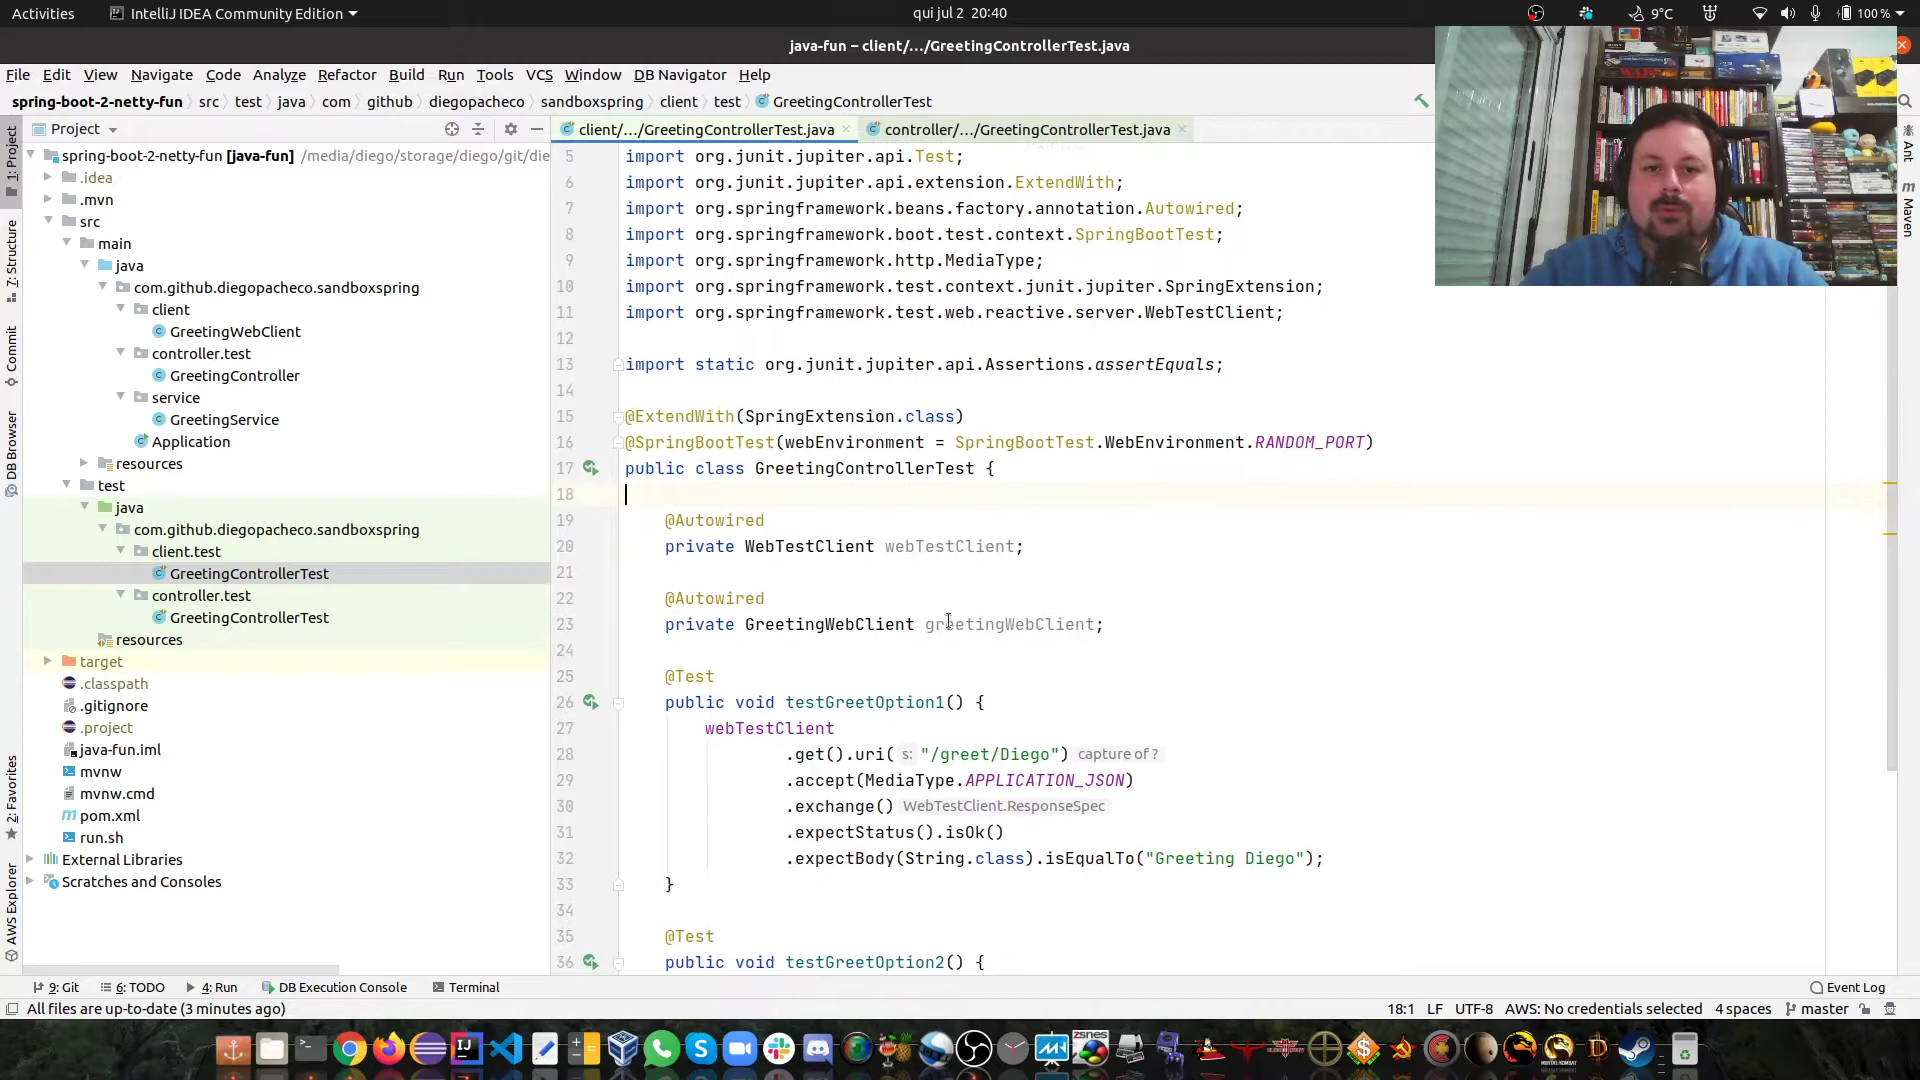 Activities
IntelliJ IDEA Community Edition
qui jul 2 20:40
9°C
100 %
java-fun – client/.../GreetingControllerTest.java
File Edit View Navigate Code Analyze Refactor Build Run Tools VCS Window DB Navigator Help
spring-boot-2-netty-fun src test java com github diegopacheco sandboxspring client test GreetingControllerTest
Project
client/.../GreetingControllerTest.java
controller/.../GreetingControllerTest.java
1: Project
7: Structure
Commit
DB Browser
2: Favorites
AWS Explorer
Ant
Maven
spring-boot-2-netty-fun [java-fun] /media/diego/storage/diego/git/die
.idea
.mvn
src
main
java
com.github.diegopacheco.sandboxspring
client
GreetingWebClient
controller.test
GreetingController
service
GreetingService
Application
resources
test
java
com.github.diegopacheco.sandboxspring
client.test
GreetingControllerTest
controller.test
GreetingControllerTest
resources
target
.classpath
.gitignore
.project
java-fun.iml
mvnw
mvnw.cmd
pom.xml
run.sh
External Libraries
Scratches and Consoles
5 import org.junit.jupiter.api.Test;
6 import org.junit.jupiter.api.extension.ExtendWith;
7 import org.springframework.beans.factory.annotation.Autowired;
8 import org.springframework.boot.test.context.SpringBootTest;
9 import org.springframework.http.MediaType;
10 import org.springframework.test.context.junit.jupiter.SpringExtension;
11 import org.springframework.test.web.reactive.server.WebTestClient;
12
13 import static org.junit.jupiter.api.Assertions.assertEquals;
14
15 @ExtendWith(SpringExtension.class)
16 @SpringBootTest(webEnvironment = SpringBootTest.WebEnvironment.RANDOM_PORT)
17 public class GreetingControllerTest {
18
19 @Autowired
20 private WebTestClient webTestClient;
21
22 @Autowired
23 private GreetingWebClient greetingWebClient;
24
25 @Test
26 public void testGreetOption1() {
27 webTestClient
28 .get().uri( s: "/greet/Diego") capture of ?
29 .accept(MediaType.APPLICATION_JSON)
30 .exchange() WebTestClient.ResponseSpec
31 .expectStatus().isOk()
32 .expectBody(String.class).isEqualTo("Greeting Diego");
33 }
34
35 @Test
36 public void testGreetOption2() {
9: Git 6: TODO 4: Run DB Execution Console Terminal Event Log
All files are up-to-date (3 minutes ago)
18:1 LF UTF-8 AWS: No credentials selected 4 spaces master